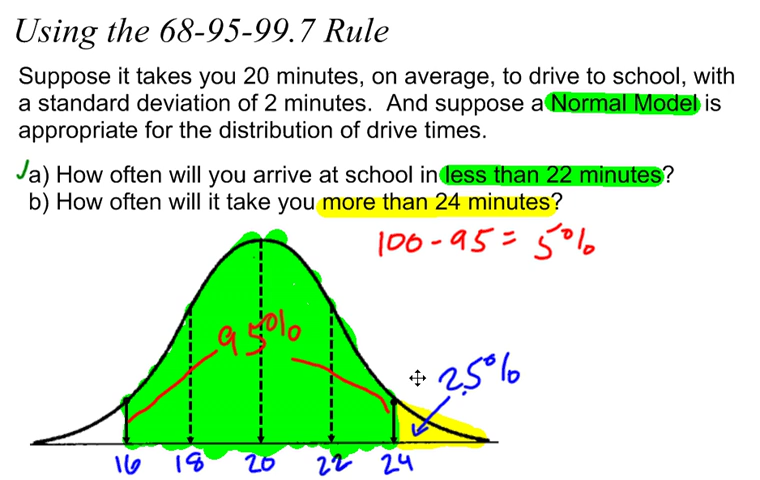 Using the 68-95-99.7 Rule
Suppose it takes you 20 minutes, on average, to drive to school, with
a standard deviation of 2 minutes.  And suppose a Normal Model is
appropriate for the distribution of drive times.
a) How often will you arrive at school in less than 22 minutes?
b) How often will it take you more than 24 minutes?
100-95= 5%
95%
2.5%
16 18 20 22 24